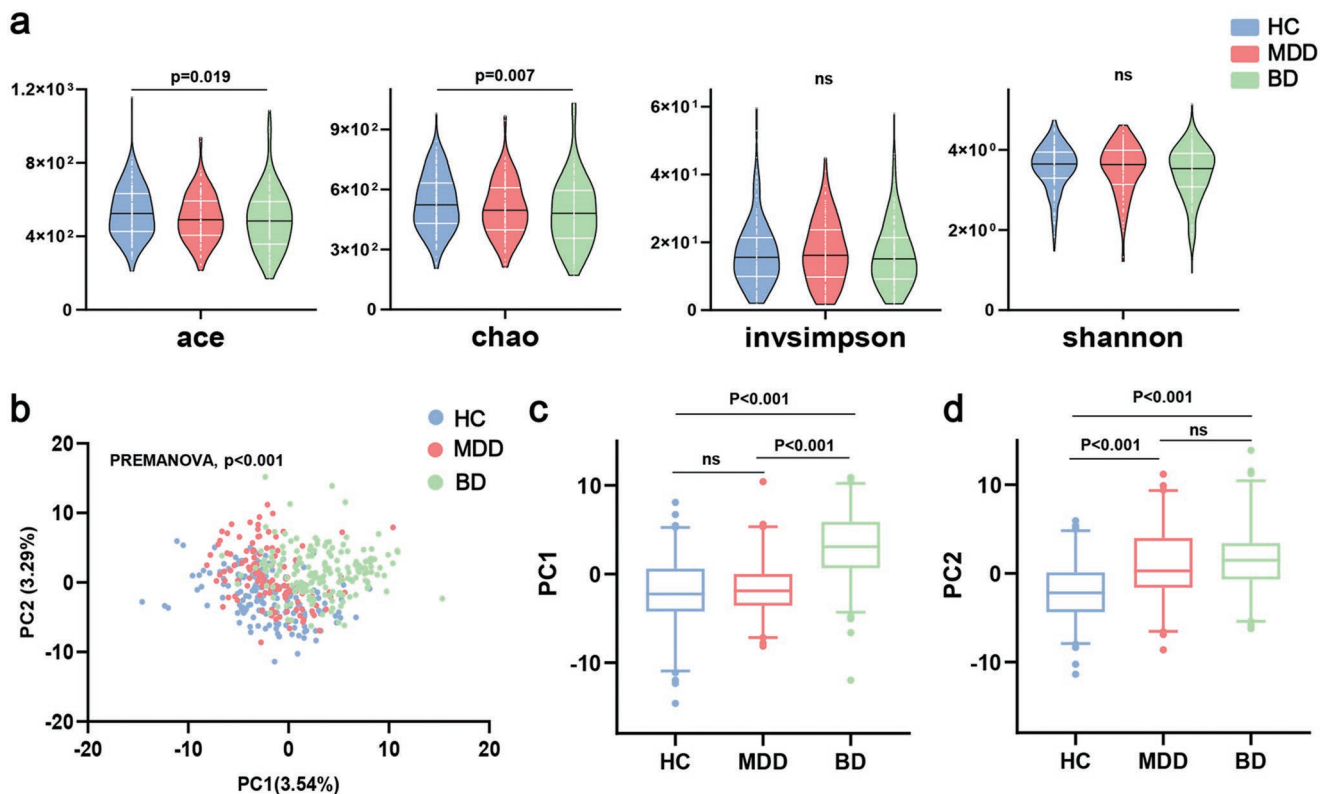 a
HC
MDD
BD
p=0.019
p=0.007
ns
ns
1.2×10³
8×10²
4×10²
0
9×10²
6×10²
3×10²
0
6×10¹
4×10¹
2×10¹
0
4×10⁰
2×10⁰
0
ace
chao
invsimpson
shannon
b
HC
MDD
BD
PREMANOVA, p<0.001
20
10
0
-10
-20
PC2 (3.29%)
-20
-10
0
10
20
PC1(3.54%)
c
P<0.001
ns
P<0.001
10
0
-10
PC1
HC
MDD
BD
d
P<0.001
P<0.001
ns
10
0
-10
PC2
HC
MDD
BD